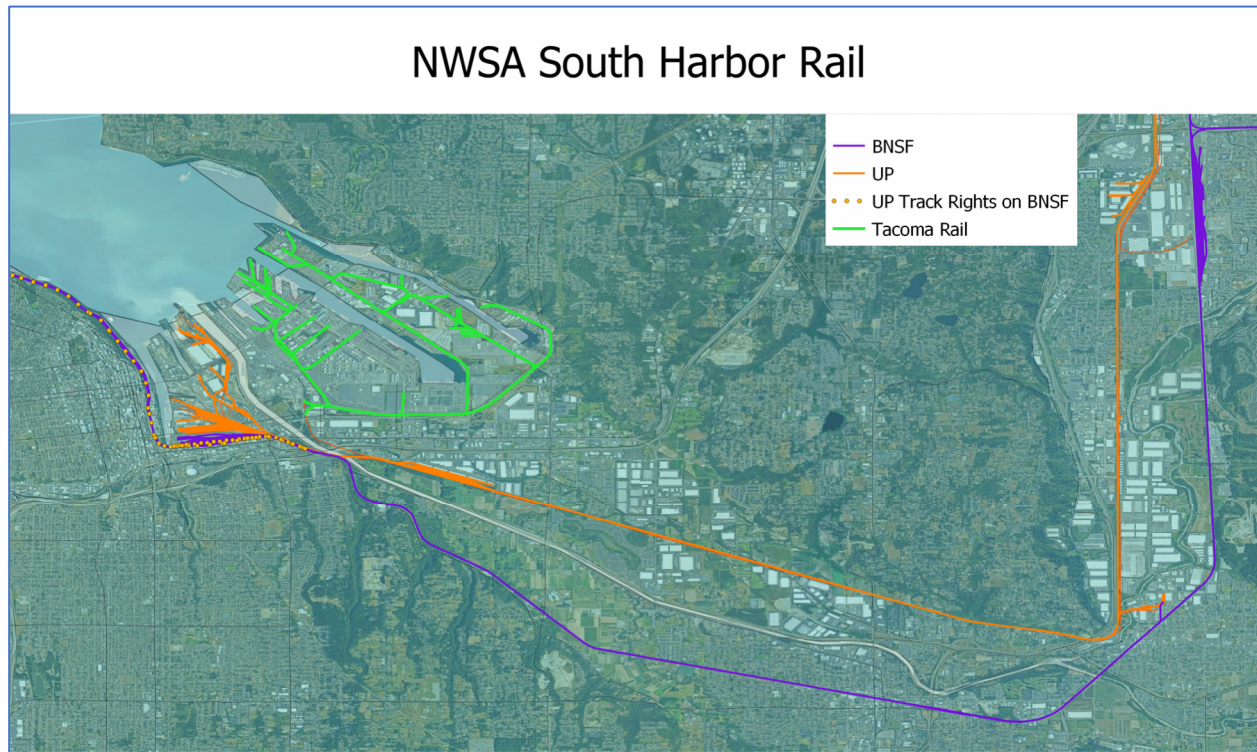 NWSA South Harbor Rail
BNSF
UP
UP Track Rights on BNSF
Tacoma Rail